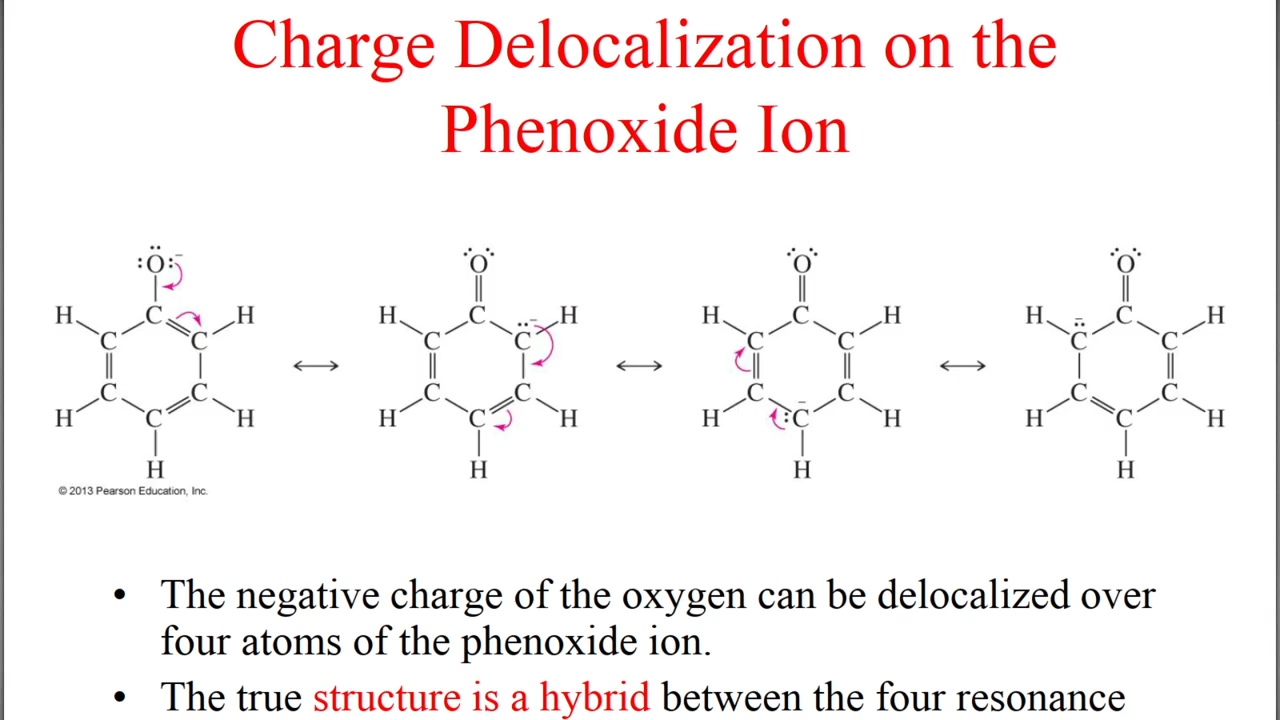 Charge Delocalization on the
Phenoxide Ion
:Ö:⁻ Ö Ö Ö
H C H H C H H C H H C H
C C C C C C C C
C C C C C C C C
H C H H C H H C H H C H
H H H H
© 2013 Pearson Education, Inc.
• The negative charge of the oxygen can be delocalized over
four atoms of the phenoxide ion.
• The true structure is a hybrid between the four resonance